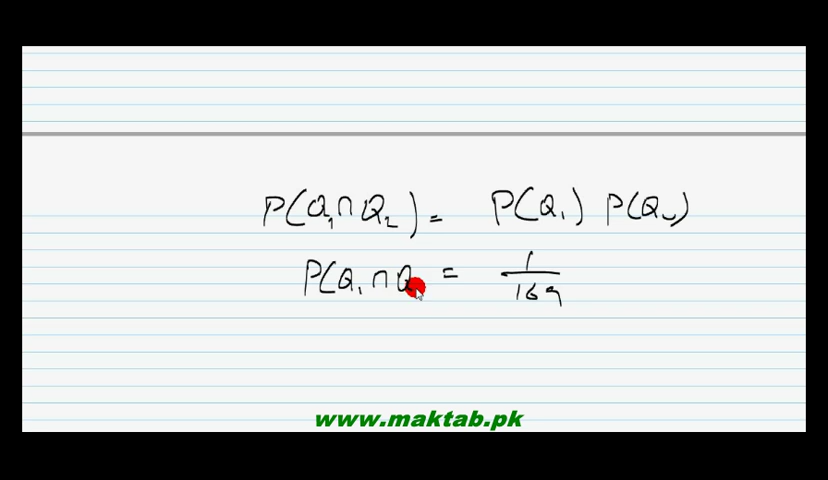 P(Q₁∩Q₂) = P(Q₁) P(Q₂)
P(Q₁∩Q = 1/169
www.maktab.pk